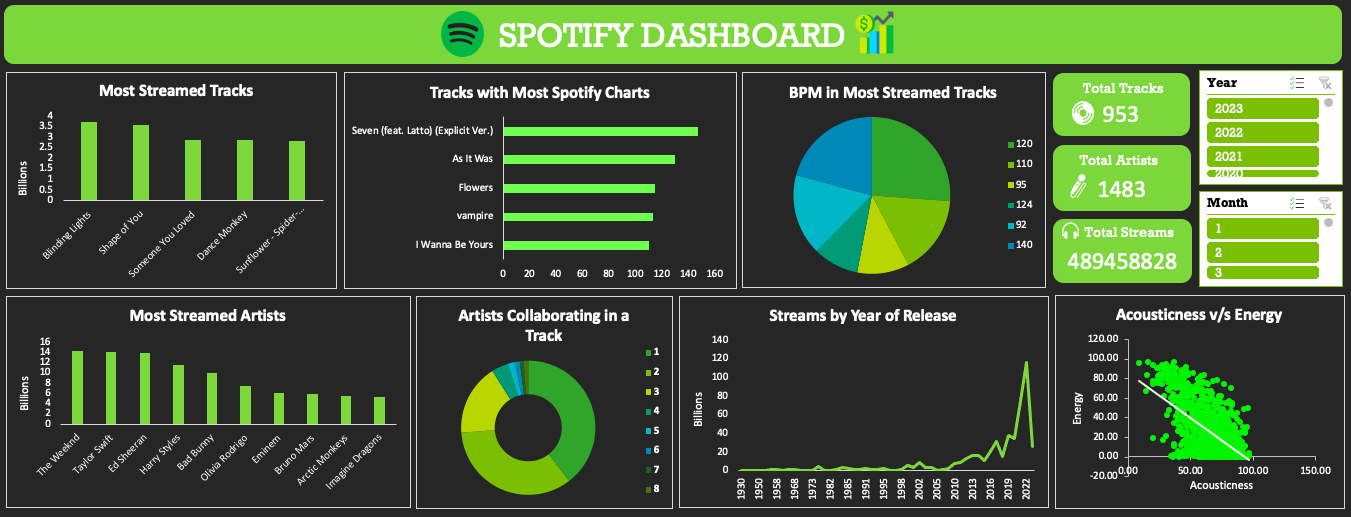 SPOTIFY DASHBOARD
Most Streamed Tracks
Billions
4
3.5
3
2.5
2
1.5
1
0.5
0
Blinding Lights
Shape of You
Someone You Loved
Dance Monkey
Sunflower - Spider-…
Tracks with Most Spotify Charts
Seven (feat. Latto) (Explicit Ver.)
As It Was
Flowers
vampire
I Wanna Be Yours
0 20 40 60 80 100 120 140 160
BPM in Most Streamed Tracks
120
110
95
124
92
140
Total Tracks
953
Total Artists
1483
Total Streams
489458828
Year
2023
2022
2021
2020
Month
1
2
3
Most Streamed Artists
Billions
16
14
12
10
8
6
4
2
0
The Weeknd
Taylor Swift
Ed Sheeran
Harry Styles
Bad Bunny
Olivia Rodrigo
Eminem
Bruno Mars
Arctic Monkeys
Imagine Dragons
Artists Collaborating in a
Track
1
2
3
4
5
6
7
8
Streams by Year of Release
Billions
140
120
100
80
60
40
20
0
1930
1950
1958
1968
1973
1982
1985
1991
1995
1998
2002
2005
2010
2013
2016
2019
2022
Acousticness v/s Energy
Energy
120.00
100.00
80.00
60.00
40.00
20.00
0.00
-20.00
0.00 50.00 100.00 150.00
Acousticness